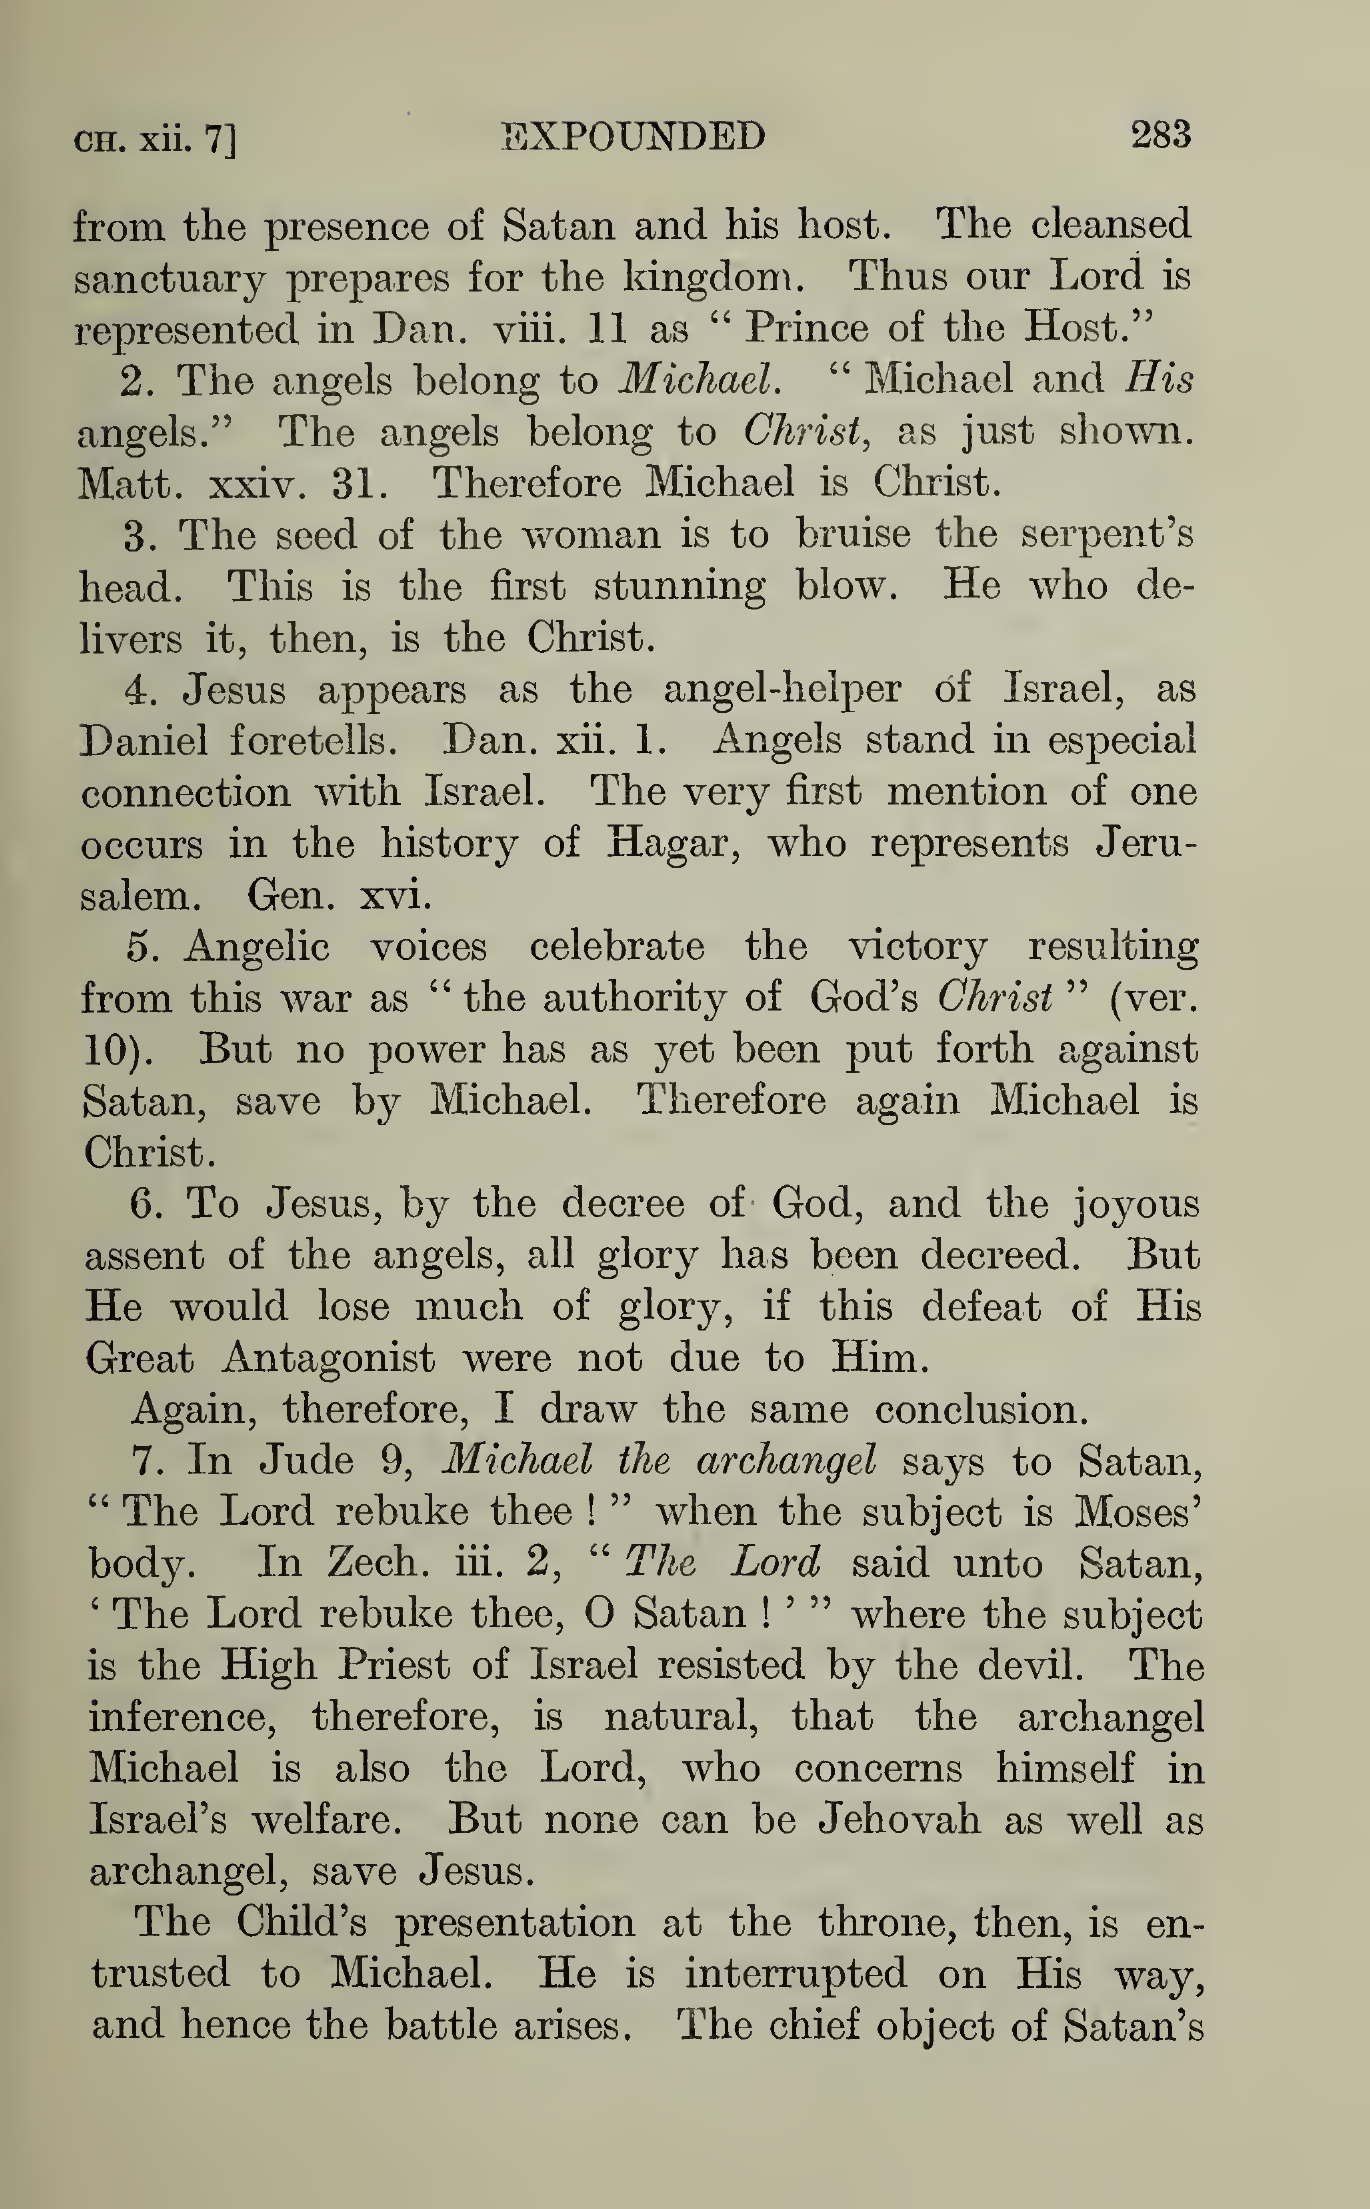 CH. xii. 7] EXPOUNDED 283
from the presence of Satan and his host. The cleansed
sanctuary prepares for the kingdom. Thus our Lord is
represented in Dan. viii. 11 as “ Prince of the Host.”
2. The angels belong to Michael. “ Michael and His
angels.” The angels belong to Christ, as just shown.
Matt. xxiv. 31. Therefore Michael is Christ.
3. The seed of the woman is to bruise the serpent’s
head. This is the first stunning blow. He who de-
livers it, then, is the Christ.
4. Jesus appears as the angel-helper of Israel, as
Daniel foretells. Dan. xii. 1. Angels stand in especial
connection with Israel. The very first mention of one
occurs in the history of Hagar, who represents Jeru-
salem. Gen. xvi.
5. Angelic voices celebrate the victory resulting
from this war as “ the authority of God’s Christ ” (ver.
10). But no power has as yet been put forth against
Satan, save by Michael. Therefore again Michael is
Christ.
6. To Jesus, by the decree of God, and the joyous
assent of the angels, all glory has been decreed. But
He would lose much of glory, if this defeat of His
Great Antagonist were not due to Him.
Again, therefore, I draw the same conclusion.
7. In Jude 9, Michael the archangel says to Satan,
“ The Lord rebuke thee ! ” when the subject is Moses’
body. In Zech. iii. 2, “ The Lord said unto Satan,
‘ The Lord rebuke thee, O Satan ! ’ ” where the subject
is the High Priest of Israel resisted by the devil. The
inference, therefore, is natural, that the archangel
Michael is also the Lord, who concerns himself in
Israel’s welfare. But none can be Jehovah as well as
archangel, save Jesus.
The Child’s presentation at the throne, then, is en-
trusted to Michael. He is interrupted on His way,
and hence the battle arises. The chief object of Satan’s